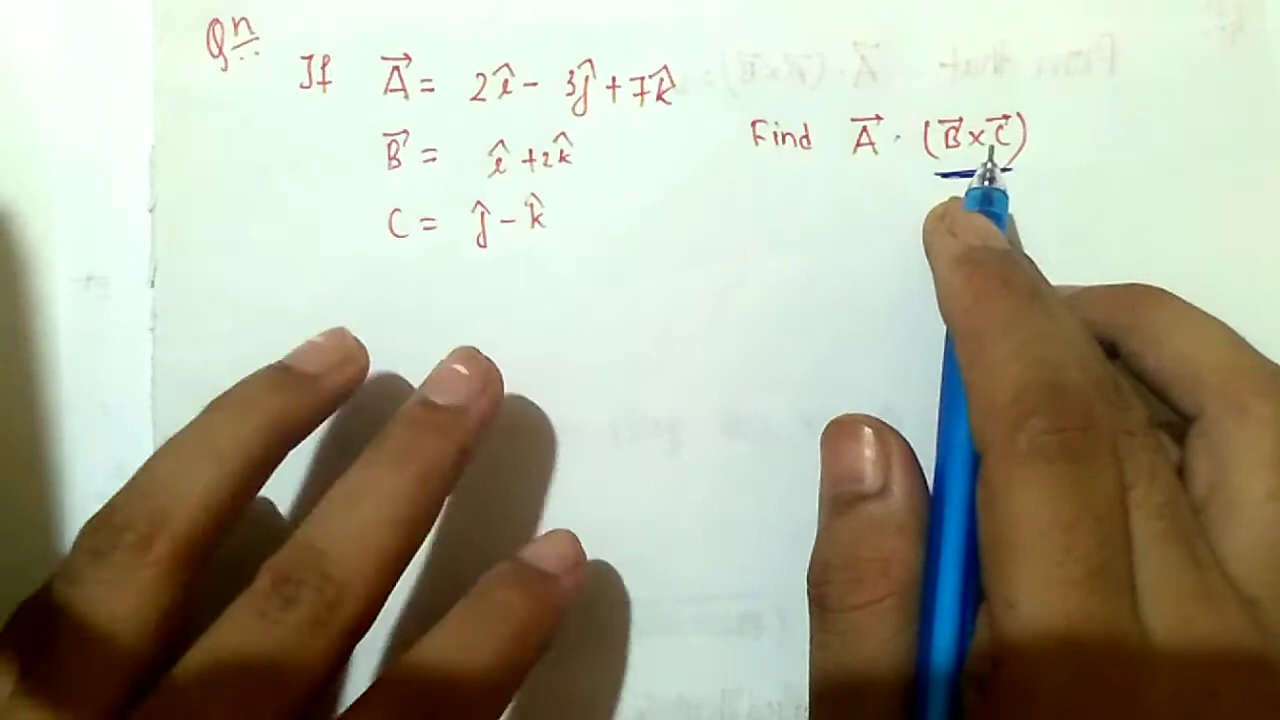 Qn
If A⃗ = 2î - 3ĵ + 7k̂
B⃗ = î + 2k̂
C = ĵ - k̂
Find A⃗ . (B⃗ × C⃗)